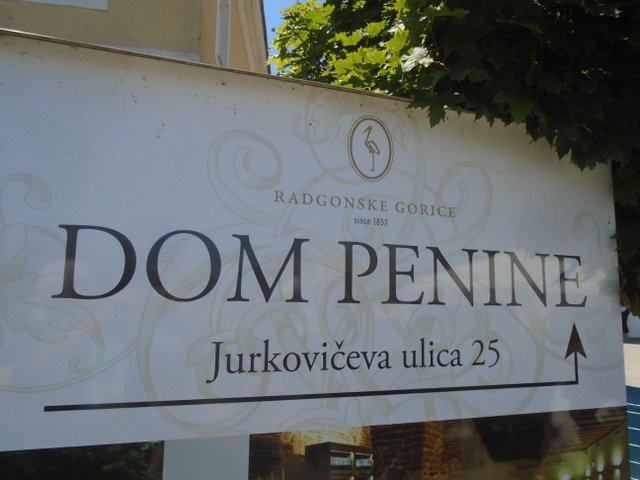 RADGONSKE GORICE
since 1852
DOM PENINE
Jurkovičeva ulica 25